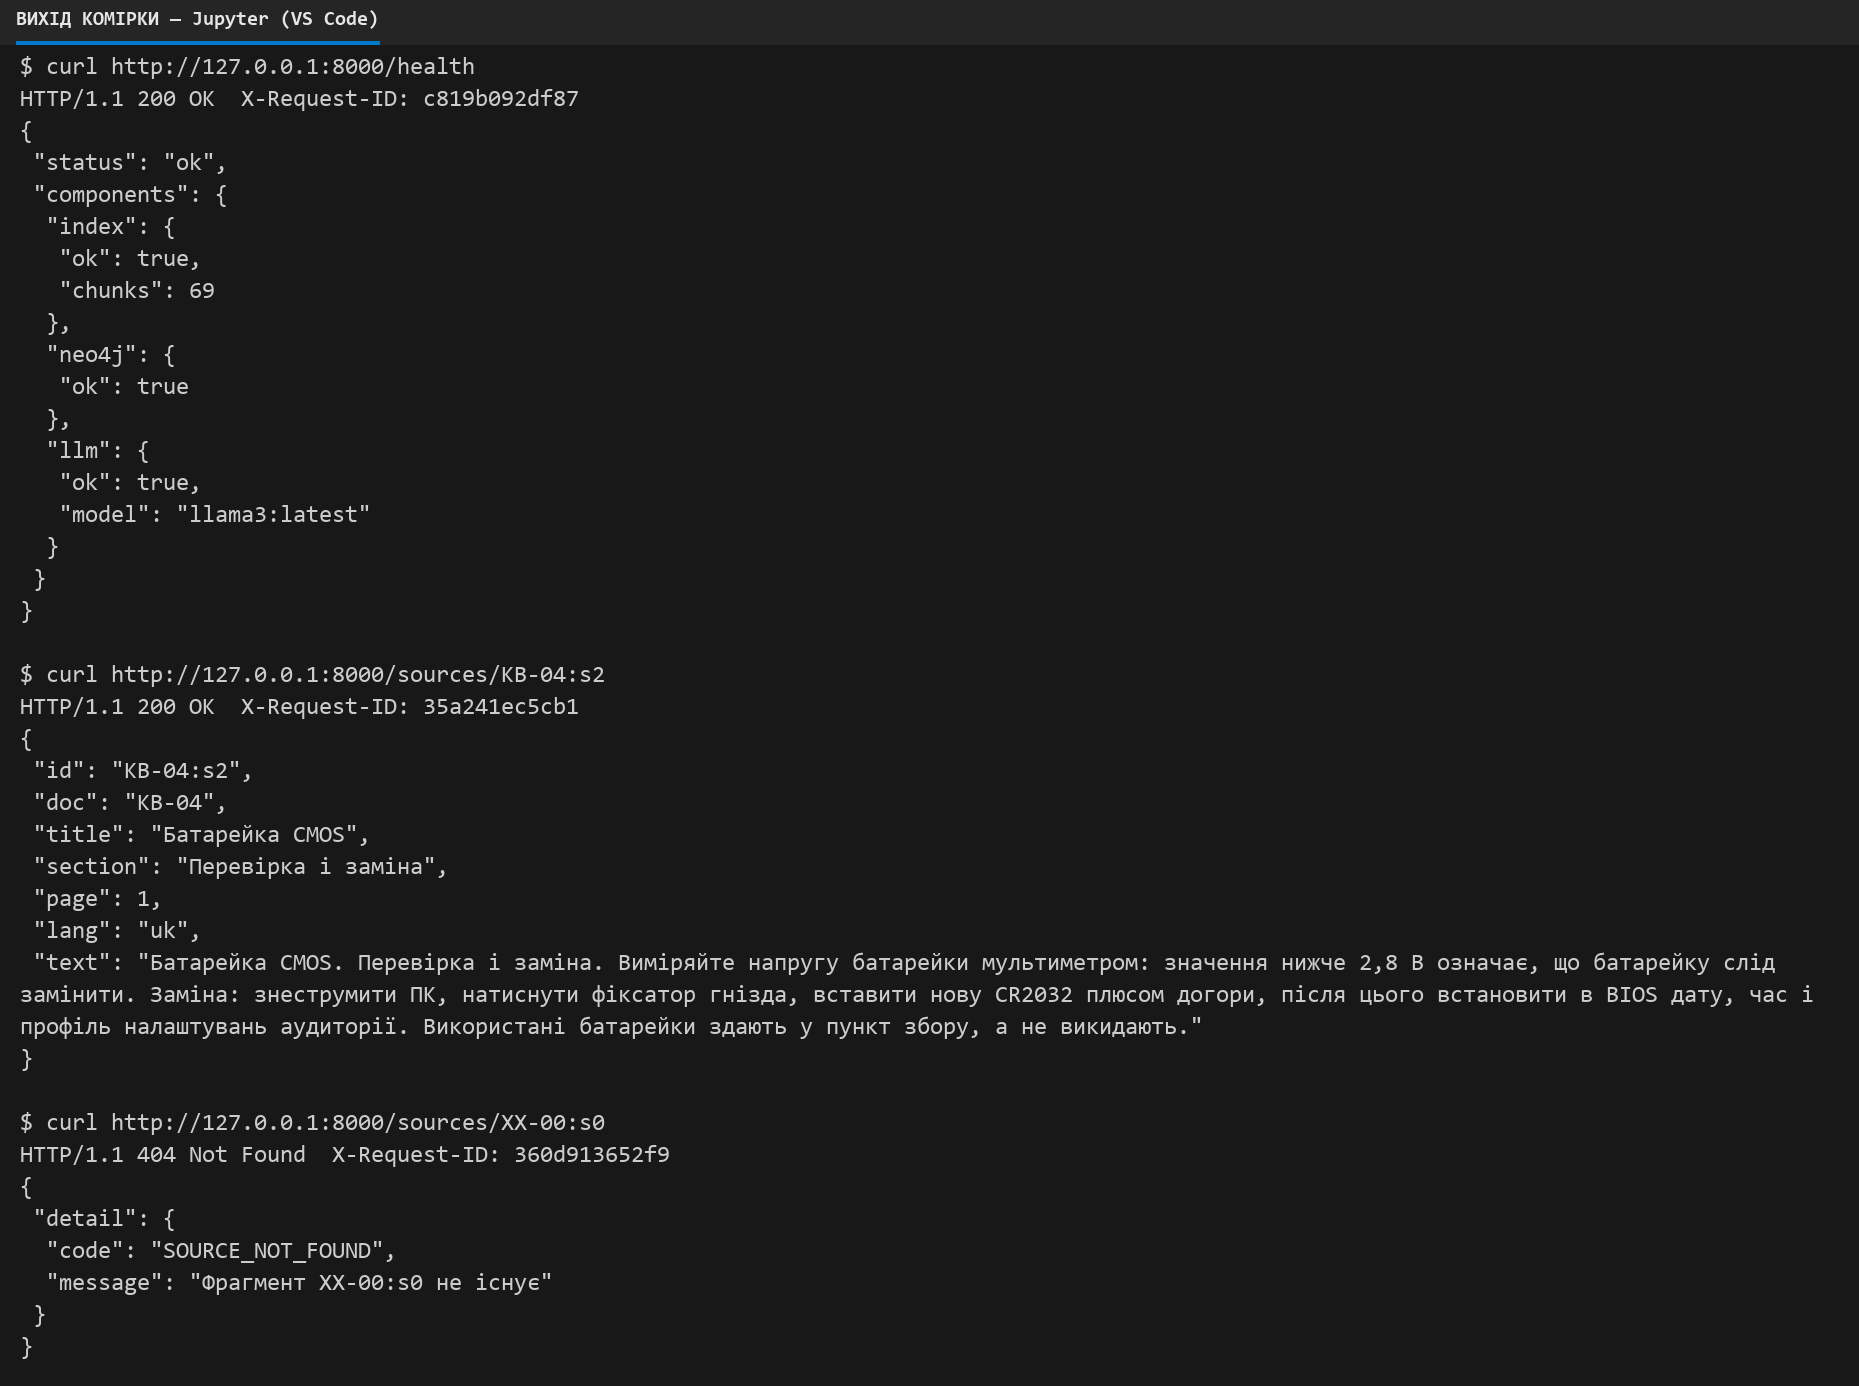 ВИХІД КОМІРКИ — Jupyter (VS Code)
$ curl http://127.0.0.1:8000/health
HTTP/1.1 200 OK  X-Request-ID: c819b092df87
{
 "status": "ok",
 "components": {
  "index": {
   "ok": true,
   "chunks": 69
  },
  "neo4j": {
   "ok": true
  },
  "llm": {
   "ok": true,
   "model": "llama3:latest"
  }
 }
}

$ curl http://127.0.0.1:8000/sources/KB-04:s2
HTTP/1.1 200 OK  X-Request-ID: 35a241ec5cb1
{
 "id": "KB-04:s2",
 "doc": "KB-04",
 "title": "Батарейка CMOS",
 "section": "Перевірка і заміна",
 "page": 1,
 "lang": "uk",
 "text": "Батарейка CMOS. Перевірка і заміна. Виміряйте напругу батарейки мультиметром: значення нижче 2,8 В означає, що батарейку слід
замінити. Заміна: знеструмити ПК, натиснути фіксатор гнізда, вставити нову CR2032 плюсом догори, після цього встановити в BIOS дату, час і
профіль налаштувань аудиторії. Використані батарейки здають у пункт збору, а не викидають."
}

$ curl http://127.0.0.1:8000/sources/XX-00:s0
HTTP/1.1 404 Not Found  X-Request-ID: 360d913652f9
{
 "detail": {
  "code": "SOURCE_NOT_FOUND",
  "message": "Фрагмент XX-00:s0 не існує"
 }
}